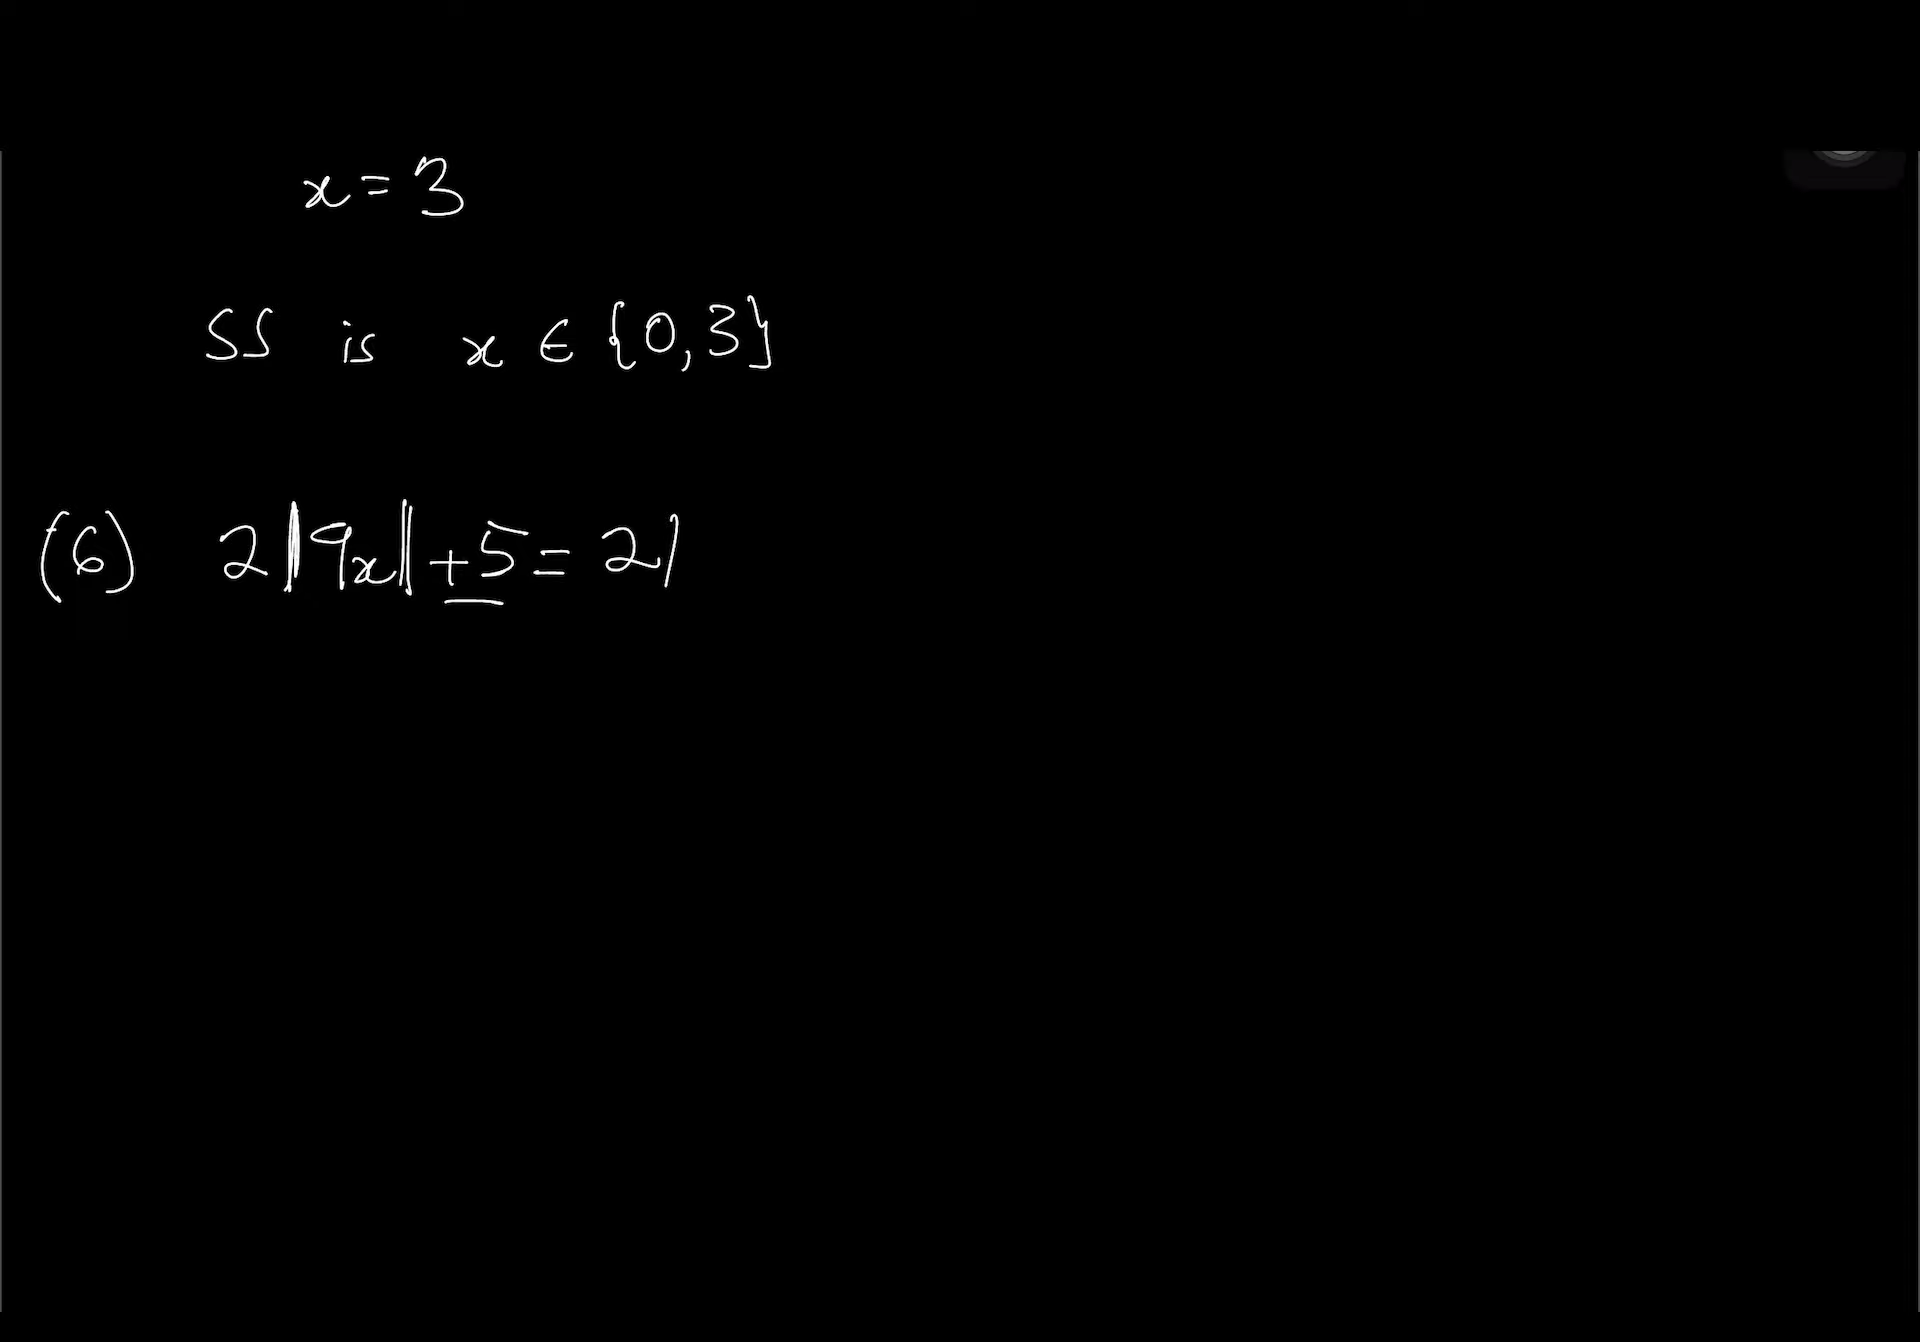 x = 3
SS is x ∈ {0,3}
(6) 2|9x| + 5 = 21